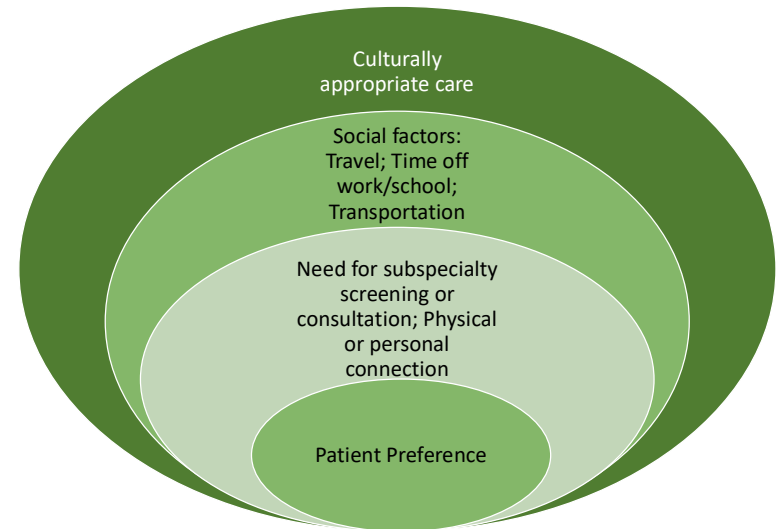 Culturally
appropriate care
Social factors:
Travel; Time off
work/school;
Transportation
Need for subspecialty
screening or
consultation; Physical
or personal
connection
Patient Preference